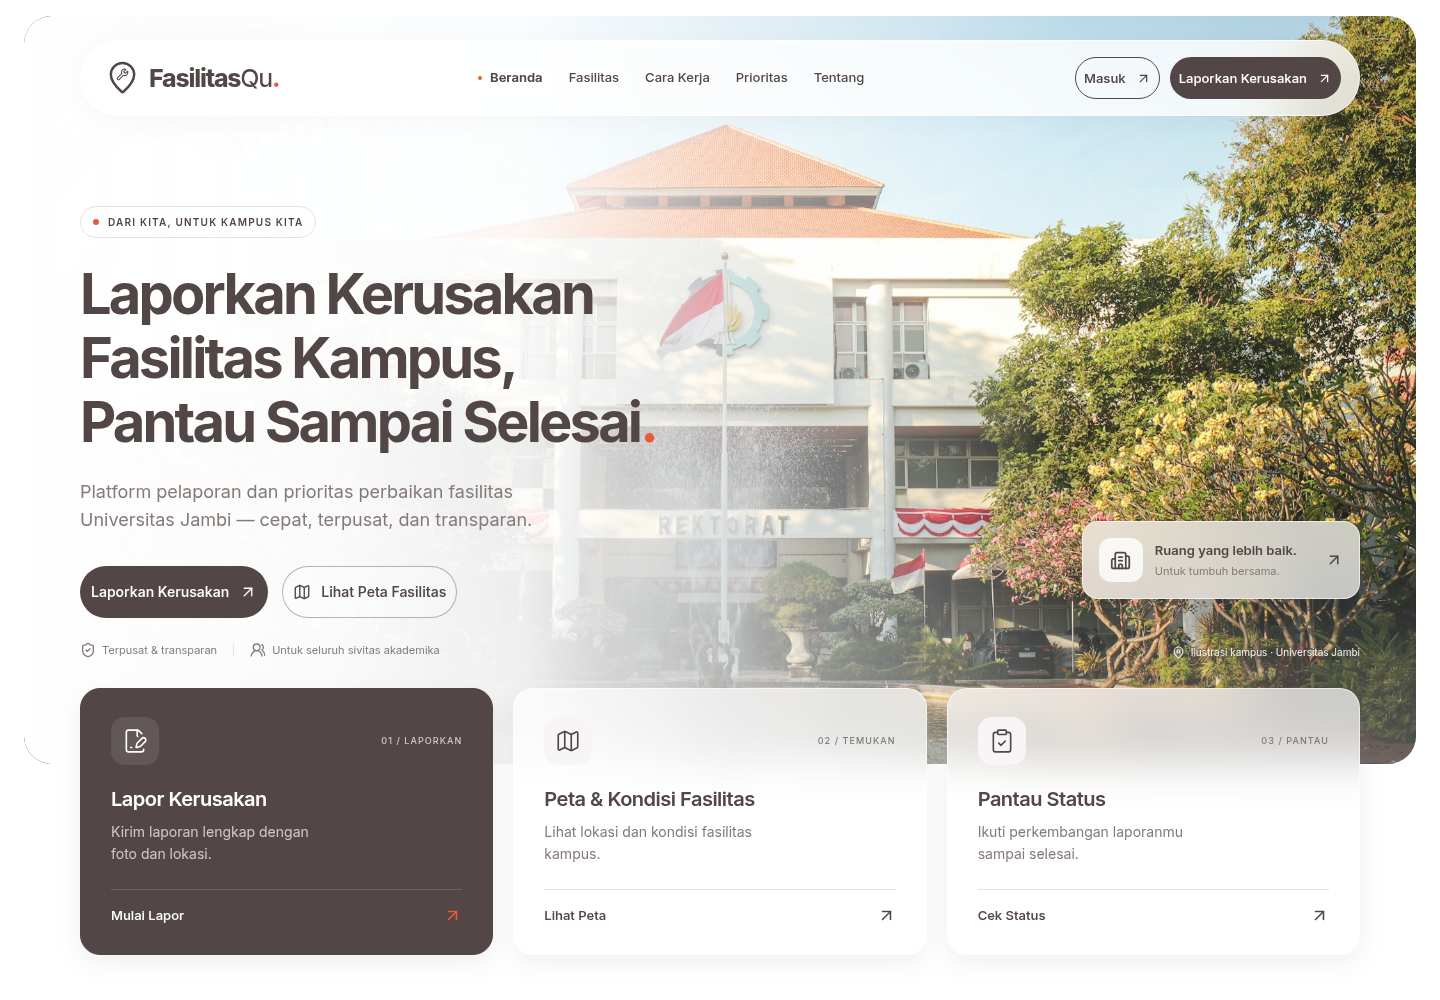 FasilitasQu.
Beranda
Fasilitas
Cara Kerja
Prioritas
Tentang
Masuk
Laporkan Kerusakan
DARI KITA, UNTUK KAMPUS KITA
Laporkan Kerusakan
Fasilitas Kampus,
Pantau Sampai Selesai.
Platform pelaporan dan prioritas perbaikan fasilitas
Universitas Jambi — cepat, terpusat, dan transparan.
Laporkan Kerusakan
Lihat Peta Fasilitas
Terpusat & transparan
Untuk seluruh sivitas akademika
REKTORAT
Ruang yang lebih baik.
Untuk tumbuh bersama.
Ilustrasi kampus · Universitas Jambi
01 / LAPORKAN
Lapor Kerusakan
Kirim laporan lengkap dengan
foto dan lokasi.
Mulai Lapor
02 / TEMUKAN
Peta & Kondisi Fasilitas
Lihat lokasi dan kondisi fasilitas
kampus.
Lihat Peta
03 / PANTAU
Pantau Status
Ikuti perkembangan laporanmu
sampai selesai.
Cek Status